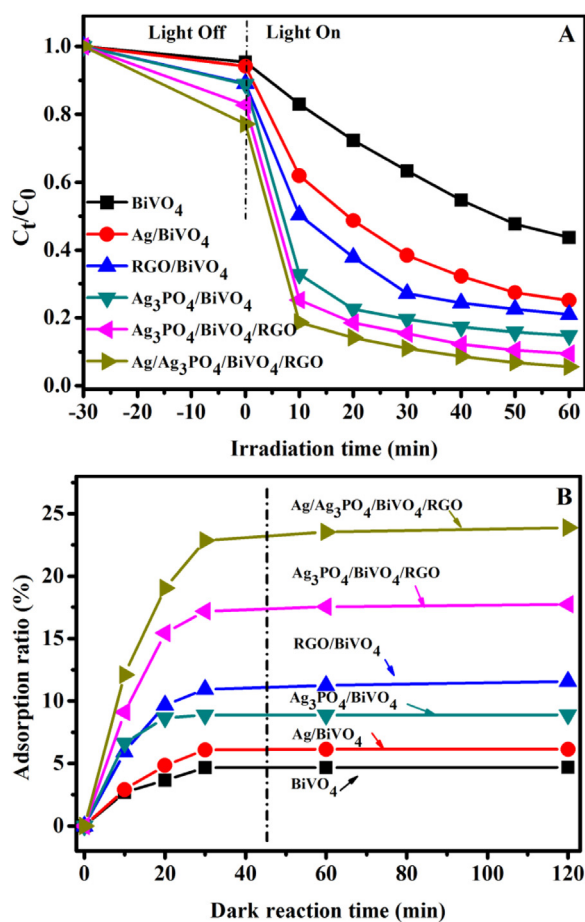 Light Off
Light On
A
1.0
0.8
0.6
0.4
0.2
0.0
Ct/C0
BiVO4
Ag/BiVO4
RGO/BiVO4
Ag3PO4/BiVO4
Ag3PO4/BiVO4/RGO
Ag/Ag3PO4/BiVO4/RGO
-30 -20 -10 0 10 20 30 40 50 60
Irradiation time (min)
B
25
20
15
10
5
0
Adsorption ratio (%)
Ag/Ag3PO4/BiVO4/RGO
Ag3PO4/BiVO4/RGO
RGO/BiVO4
Ag3PO4/BiVO4
Ag/BiVO4
BiVO4
0 20 40 60 80 100 120
Dark reaction time (min)